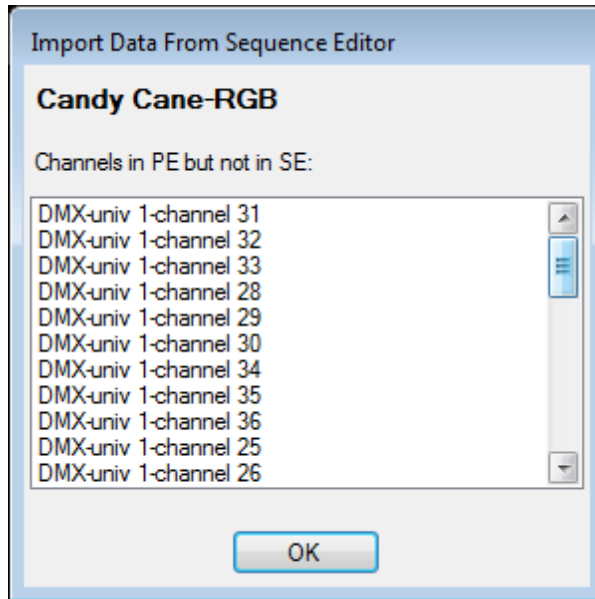 Import Data From Sequence Editor
Candy Cane-RGB
Channels in PE but not in SE:
DMX-univ 1-channel 31
DMX-univ 1-channel 32
DMX-univ 1-channel 33
DMX-univ 1-channel 28
DMX-univ 1-channel 29
DMX-univ 1-channel 30
DMX-univ 1-channel 34
DMX-univ 1-channel 35
DMX-univ 1-channel 36
DMX-univ 1-channel 25
DMX-univ 1-channel 26
OK